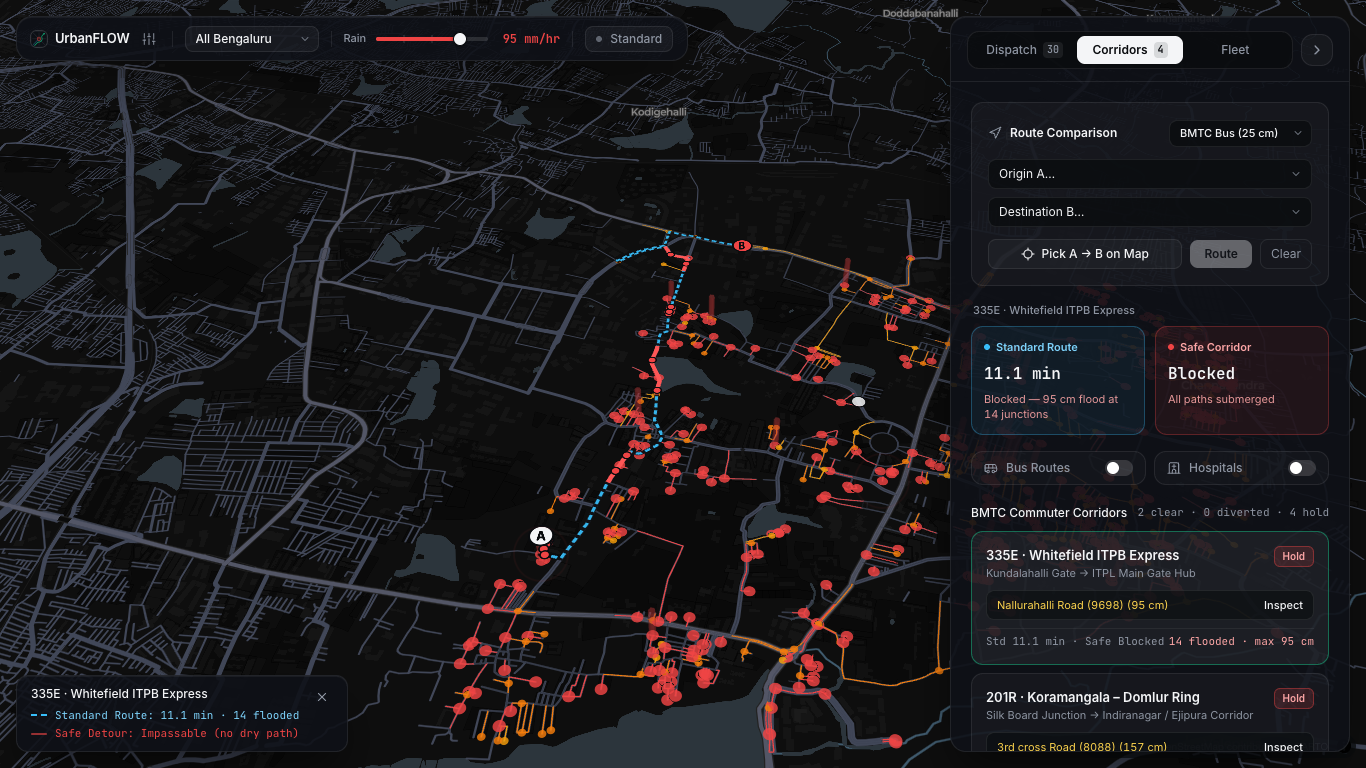 Doddabanahalli
UrbanFLOW
All Bengaluru
Rain
95 mm/hr
Standard
Dispatch 30
Corridors 4
Fleet
Kodigehalli
Route Comparison
BMTC Bus (25 cm)
Origin A...
Destination B...
Pick A → B on Map
Route
Clear
B
A
335E · Whitefield ITPB Express
Standard Route
11.1 min
Blocked — 95 cm flood at
14 junctions
Safe Corridor
Blocked
All paths submerged
Bus Routes
Hospitals
BMTC Commuter Corridors
2 clear · 0 diverted · 4 hold
335E · Whitefield ITPB Express
Hold
Kundalahalli Gate → ITPL Main Gate Hub
Nallurahalli Road (9698) (95 cm)
Inspect
Std 11.1 min · Safe Blocked
14 flooded · max 95 cm
201R · Koramangala – Domlur Ring
Hold
Silk Board Junction → Indiranagar / Ejipura Corridor
3rd cross Road (8088) (157 cm)
Inspect
335E · Whitefield ITPB Express
Standard Route: 11.1 min · 14 flooded
Safe Detour: Impassable (no dry path)